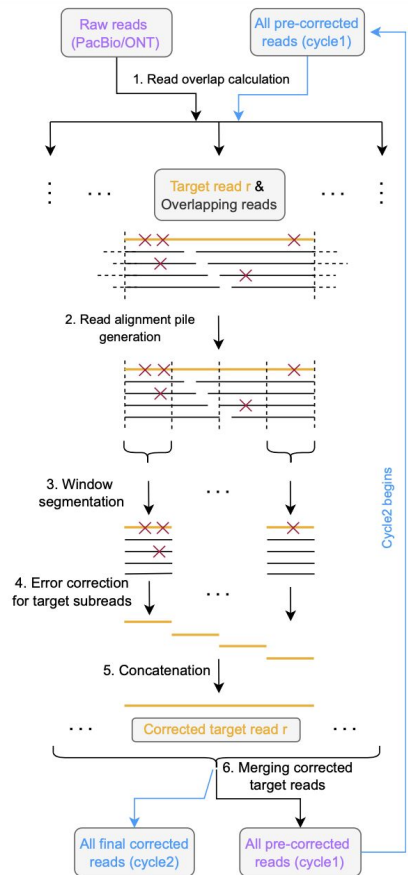 Raw reads
(PacBio/ONT)
All pre-corrected
reads (cycle1)
1. Read overlap calculation
Target read r &
Overlapping reads
2. Read alignment pile
generation
3. Window
segmentation
4. Error correction
for target subreads
5. Concatenation
Corrected target read r
6. Merging corrected
target reads
All final corrected
reads (cycle2)
All pre-corrected
reads (cycle1)
Cycle2 begins